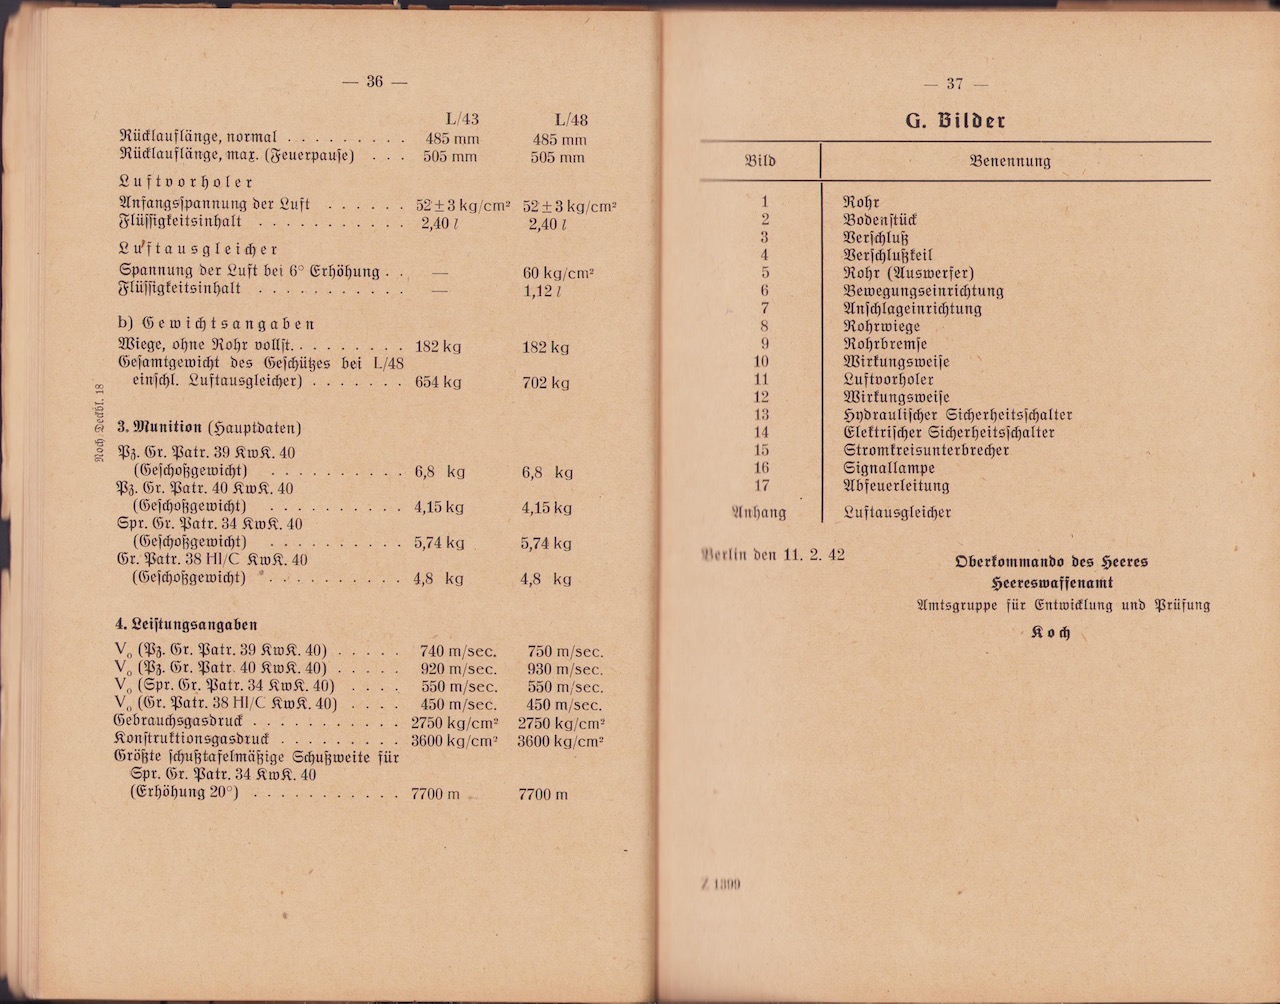 — 36 —
L/43 L/48
Rücklauflänge, normal . . . . . . . . . 485 mm 485 mm
Rücklauflänge, max. (Feuerpause) . . . 505 mm 505 mm
Luftvorholer
Anfangsspannung der Luft . . . . . . 52±3 kg/cm² 52±3 kg/cm²
Flüssigkeitsinhalt . . . . . . . . . . . 2,40 l 2,40 l
Luftausgleicher
Spannung der Luft bei 6° Erhöhung . . — 60 kg/cm²
Flüssigkeitsinhalt . . . . . . . . . . . — 1,12 l
b) Gewichtsangaben
Wiege, ohne Rohr vollst. . . . . . . . . 182 kg 182 kg
Gesamtgewicht des Geschützes bei L/48
einschl. Luftausgleicher) . . . . . . . 654 kg 702 kg
Noch Deckbl. 18
3. Munition (Hauptdaten)
Pz. Gr. Patr. 39 KwK. 40
(Geschoßgewicht) . . . . . . . . . . 6,8 kg 6,8 kg
Pz. Gr. Patr. 40 KwK. 40
(Geschoßgewicht) . . . . . . . . . . 4,15 kg 4,15 kg
Spr. Gr. Patr. 34 KwK. 40
(Geschoßgewicht) . . . . . . . . . . 5,74 kg 5,74 kg
Gr. Patr. 38 Hl/C KwK. 40
(Geschoßgewicht) . . . . . . . . . . 4,8 kg 4,8 kg
4. Leistungsangaben
V₀ (Pz. Gr. Patr. 39 KwK. 40) . . . . . 740 m/sec. 750 m/sec.
V₀ (Pz. Gr. Patr. 40 KwK. 40) . . . . . 920 m/sec. 930 m/sec.
V₀ (Spr. Gr. Patr. 34 KwK. 40) . . . . 550 m/sec. 550 m/sec.
V₀ (Gr. Patr. 38 Hl/C KwK. 40) . . . . 450 m/sec. 450 m/sec.
Gebrauchsgasdruck . . . . . . . . . . . 2750 kg/cm² 2750 kg/cm²
Konstruktionsgasdruck . . . . . . . . . 3600 kg/cm² 3600 kg/cm²
Größte schußtafelmäßige Schußweite für
Spr. Gr. Patr. 34 KwK. 40
(Erhöhung 20°) . . . . . . . . . . . 7700 m 7700 m
— 37 —
G. Bilder
Bild Benennung
1 Rohr
2 Bodenstück
3 Verschluß
4 Verschlußkeil
5 Rohr (Auswerfer)
6 Bewegungseinrichtung
7 Anschlageinrichtung
8 Rohrwiege
9 Rohrbremse
10 Wirkungsweise
11 Luftvorholer
12 Wirkungsweise
13 Hydraulischer Sicherheitsschalter
14 Elektrischer Sicherheitsschalter
15 Stromkreisunterbrecher
16 Signallampe
17 Abfeuerleitung
Anhang Luftausgleicher
Berlin den 11. 2. 42
Oberkommando des Heeres
Heereswaffenamt
Amtsgruppe für Entwicklung und Prüfung
Koch
Z 1399